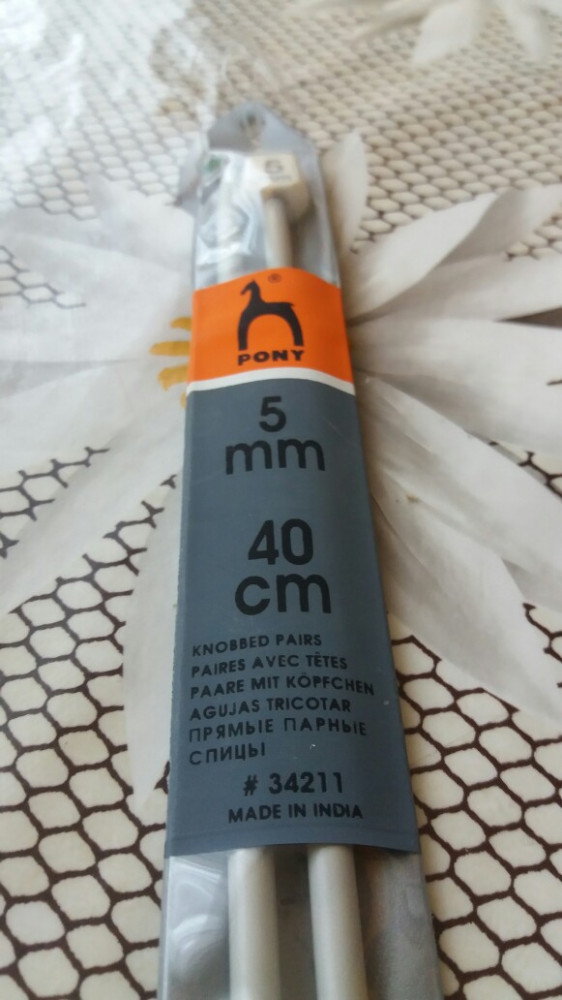 ®
PONY
5
mm
40
cm
KNOBBED PAIRS
PAIRES AVEC TÊTES
PAARE MIT KÖPFCHEN
AGUJAS TRICOTAR
ПРЯМЫЕ ПАРНЫЕ
СПИЦЫ
# 34211
MADE IN INDIA